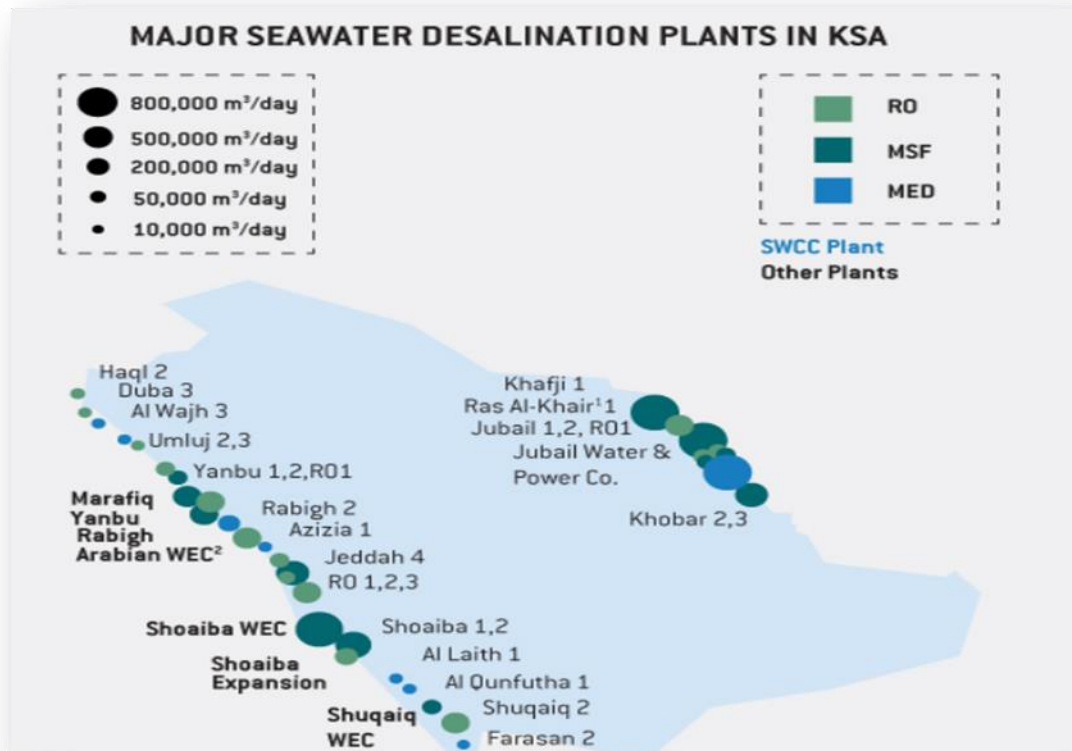 MAJOR SEAWATER DESALINATION PLANTS IN KSA
800,000 m³/day
500,000 m³/day
200,000 m³/day
50,000 m³/day
10,000 m³/day
RO
MSF
MED
SWCC Plant
Other Plants
Haql 2
Duba 3
Al Wajh 3
Umluj 2,3
Yanbu 1,2,RO1
Marafiq
Yanbu
Rabigh
Arabian WEC²
Rabigh 2
Azizia 1
Jeddah 4
RO 1,2,3
Shoaiba WEC
Shoaiba 1,2
Shoaiba
Expansion
Al Laith 1
Al Qunfutha 1
Shuqaiq
WEC
Shuqaiq 2
Farasan 2
Khafji 1
Ras Al-Khair¹1
Jubail 1,2, RO1
Jubail Water &
Power Co.
Khobar 2,3